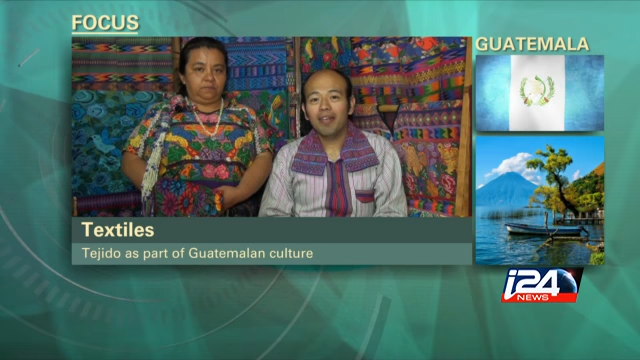 FOCUS
GUATEMALA
Textiles
Tejido as part of Guatemalan culture
i24
NEWS